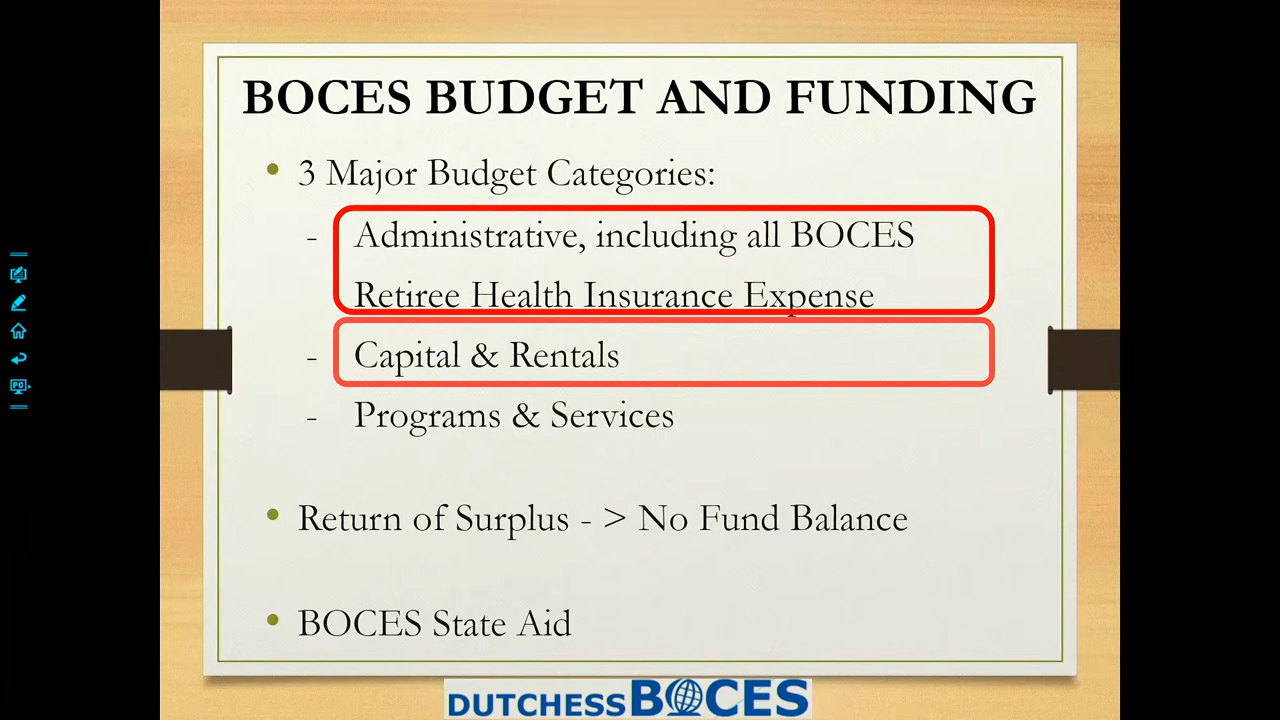 BOCES BUDGET AND FUNDING
• 3 Major Budget Categories:
- Administrative, including all BOCES
Retiree Health Insurance Expense
- Capital & Rentals
- Programs & Services
• Return of Surplus - > No Fund Balance
• BOCES State Aid
DUTCHESS BOCES